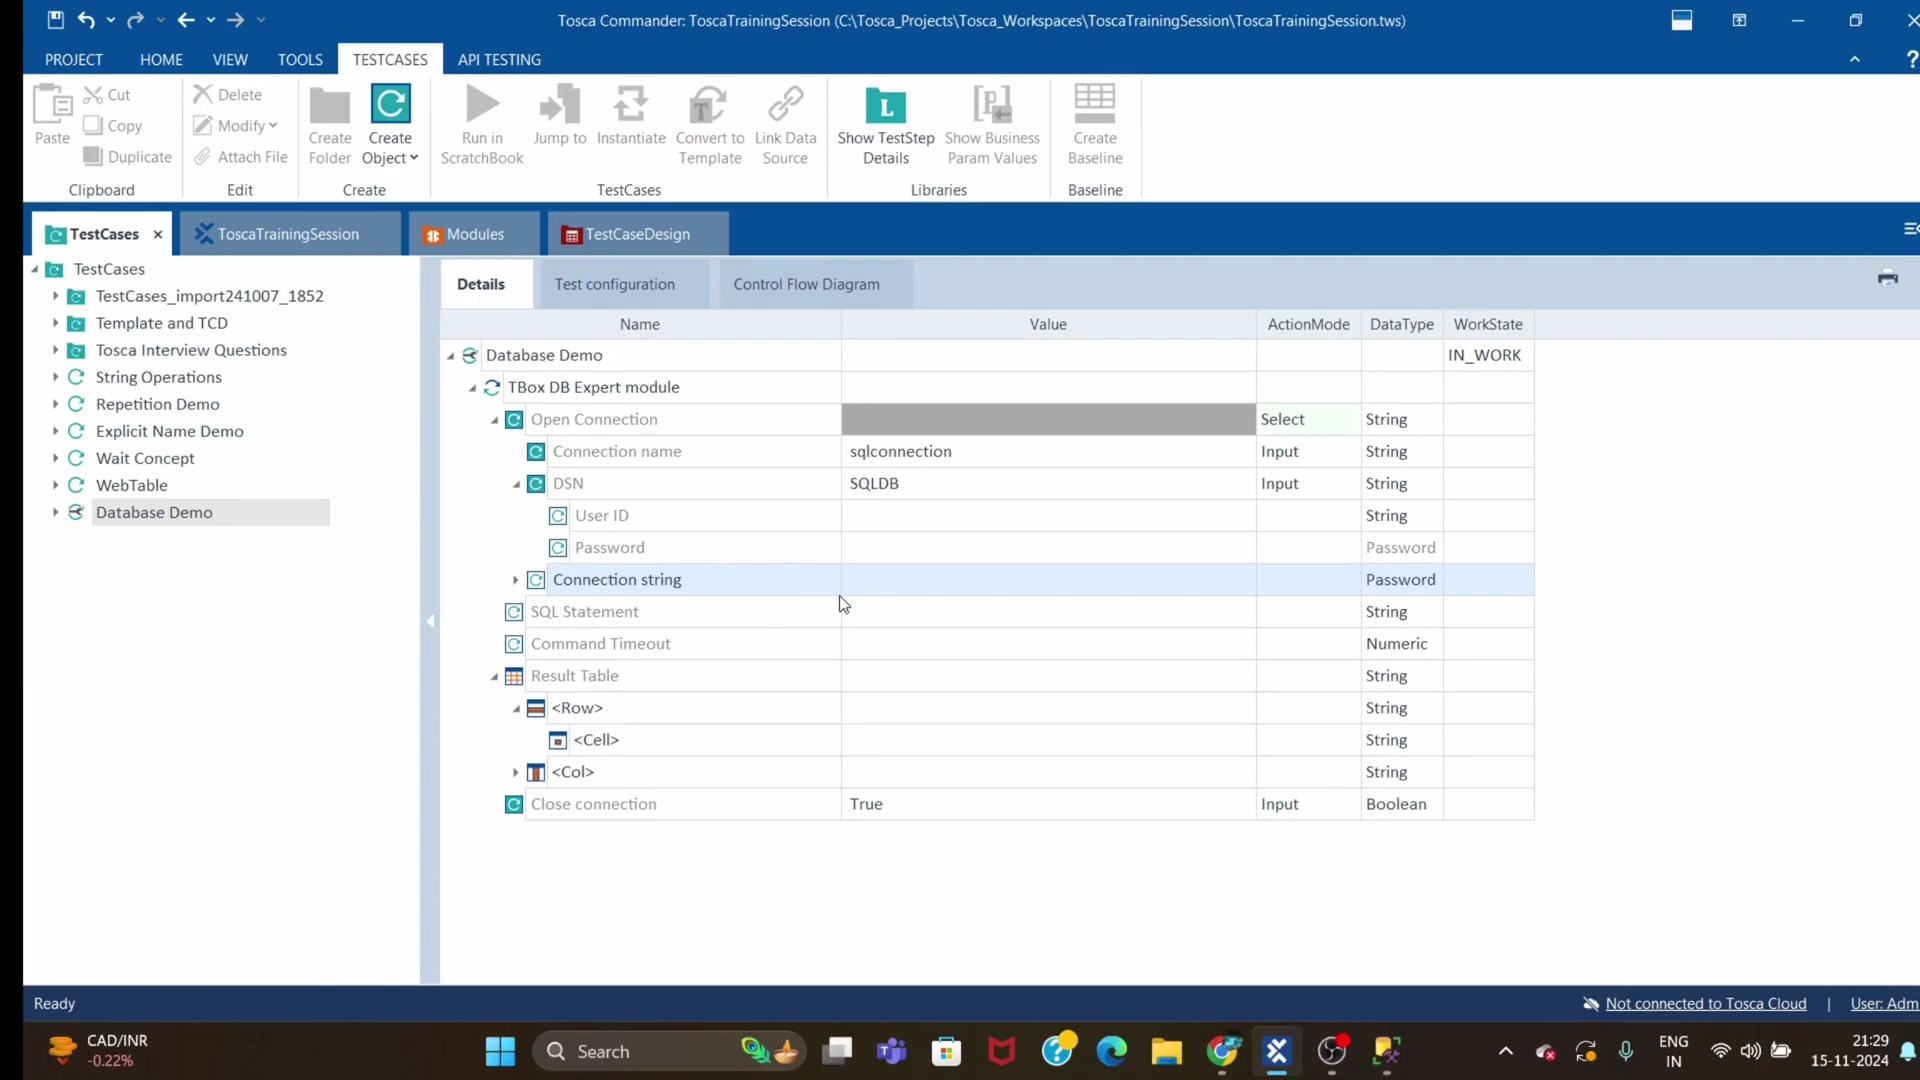 Tosca Commander: ToscaTrainingSession (C:\Tosca_Projects\Tosca_Workspaces\ToscaTrainingSession\ToscaTrainingSession.tws)
PROJECT HOME VIEW TOOLS TESTCASES API TESTING
Paste
Cut
Copy
Duplicate
Clipboard
Delete
Modify
Attach File
Edit
Create
Folder
Create
Object
Create
Run in
ScratchBook
Jump to
Instantiate
Convert to
Template
Link Data
Source
TestCases
Show TestStep
Details
Show Business
Param Values
Libraries
Create
Baseline
Baseline
TestCases ToscaTrainingSession Modules TestCaseDesign
TestCases
TestCases_import241007_1852
Template and TCD
Tosca Interview Questions
String Operations
Repetition Demo
Explicit Name Demo
Wait Concept
WebTable
Database Demo
Details Test configuration Control Flow Diagram
Name Value ActionMode DataType WorkState
Database Demo IN_WORK
TBox DB Expert module
Open Connection Select String
Connection name sqlconnection Input String
DSN SQLDB Input String
User ID String
Password Password
Connection string Password
SQL Statement String
Command Timeout Numeric
Result Table String
<Row> String
<Cell> String
<Col> String
Close connection True Input Boolean
Ready Not connected to Tosca Cloud | User: Adm
CAD/INR
-0.22%
Search
ENG
IN
21:29
15-11-2024